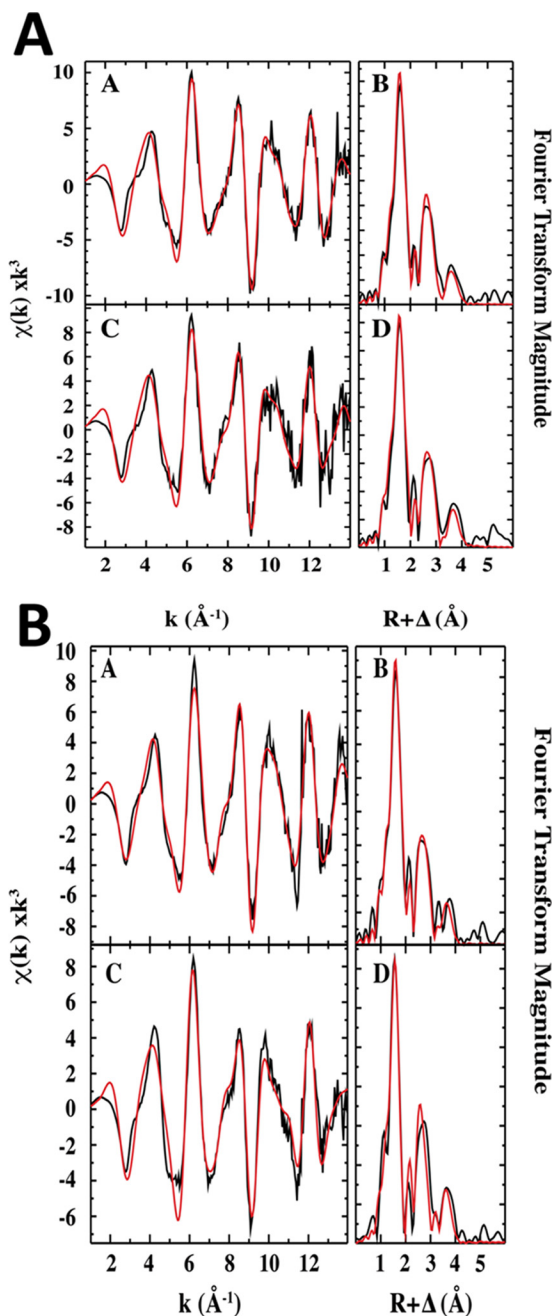 A
A
B
10
5
0
-5
-10
C
D
8
6
4
2
0
-2
-4
-6
-8
2 4 6 8 10 12
1 2 3 4 5
χ(k) xk³
Fourier Transform Magnitude
k (Å⁻¹)
R+Δ (Å)
B
A
B
10
8
6
4
2
0
-2
-4
-6
-8
C
D
8
6
4
2
0
-2
-4
-6
2 4 6 8 10 12
1 2 3 4 5
χ(k) xk³
Fourier Transform Magnitude
k (Å⁻¹)
R+Δ (Å)